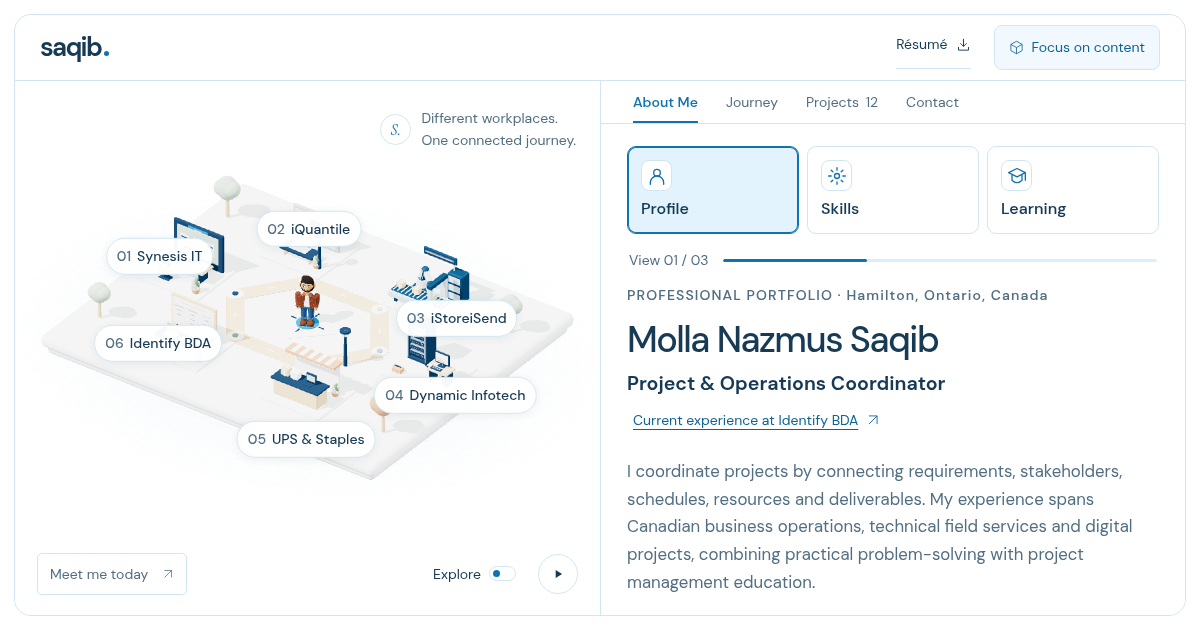 saqib.
Résumé
Focus on content
S.
Different workplaces.
One connected journey.
01 Synesis IT
02 iQuantile
03 iStoreiSend
04 Dynamic Infotech
05 UPS & Staples
06 Identify BDA
Meet me today
Explore
About Me
Journey
Projects 12
Contact
Profile
Skills
Learning
View 01 / 03
PROFESSIONAL PORTFOLIO · Hamilton, Ontario, Canada
Molla Nazmus Saqib
Project & Operations Coordinator
Current experience at Identify BDA
I coordinate projects by connecting requirements, stakeholders,
schedules, resources and deliverables. My experience spans
Canadian business operations, technical field services and digital
projects, combining practical problem-solving with project
management education.